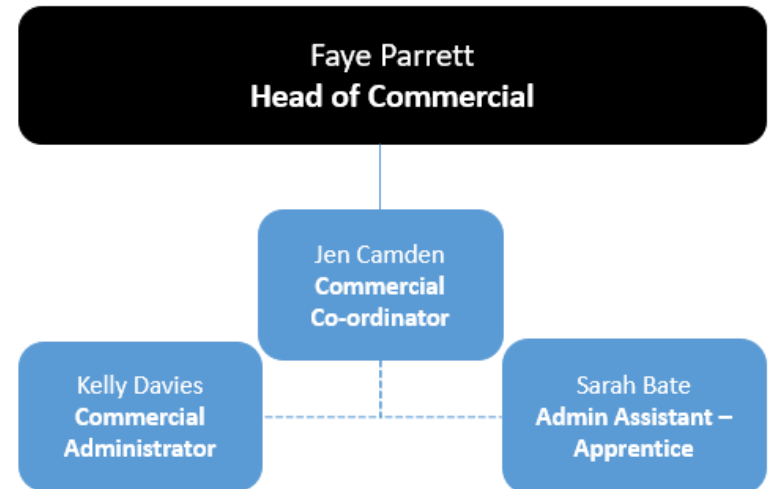 Faye Parrett
Head of Commercial
Jen Camden
Commercial
Co-ordinator
Kelly Davies
Commercial
Administrator
Sarah Bate
Admin Assistant –
Apprentice